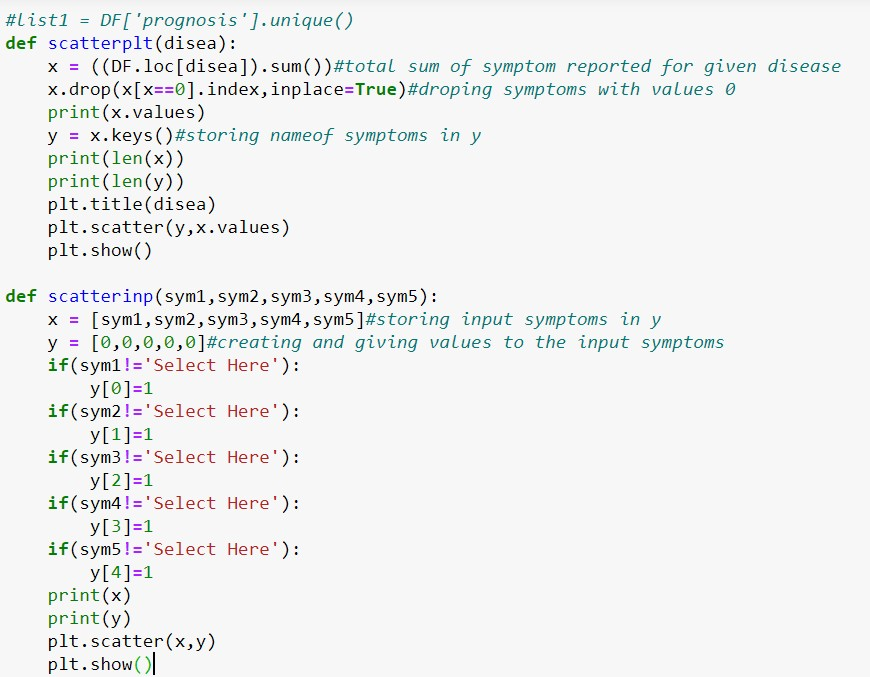 #list1 = DF['prognosis'].unique()
def scatterplt(disea):
    x = ((DF.loc[disea]).sum())#total sum of symptom reported for given disease
    x.drop(x[x==0].index,inplace=True)#droping symptoms with values 0
    print(x.values)
    y = x.keys()#storing nameof symptoms in y
    print(len(x))
    print(len(y))
    plt.title(disea)
    plt.scatter(y,x.values)
    plt.show()

def scatterinp(sym1,sym2,sym3,sym4,sym5):
    x = [sym1,sym2,sym3,sym4,sym5]#storing input symptoms in y
    y = [0,0,0,0,0]#creating and giving values to the input symptoms
    if(sym1!='Select Here'):
        y[0]=1
    if(sym2!='Select Here'):
        y[1]=1
    if(sym3!='Select Here'):
        y[2]=1
    if(sym4!='Select Here'):
        y[3]=1
    if(sym5!='Select Here'):
        y[4]=1
    print(x)
    print(y)
    plt.scatter(x,y)
    plt.show()